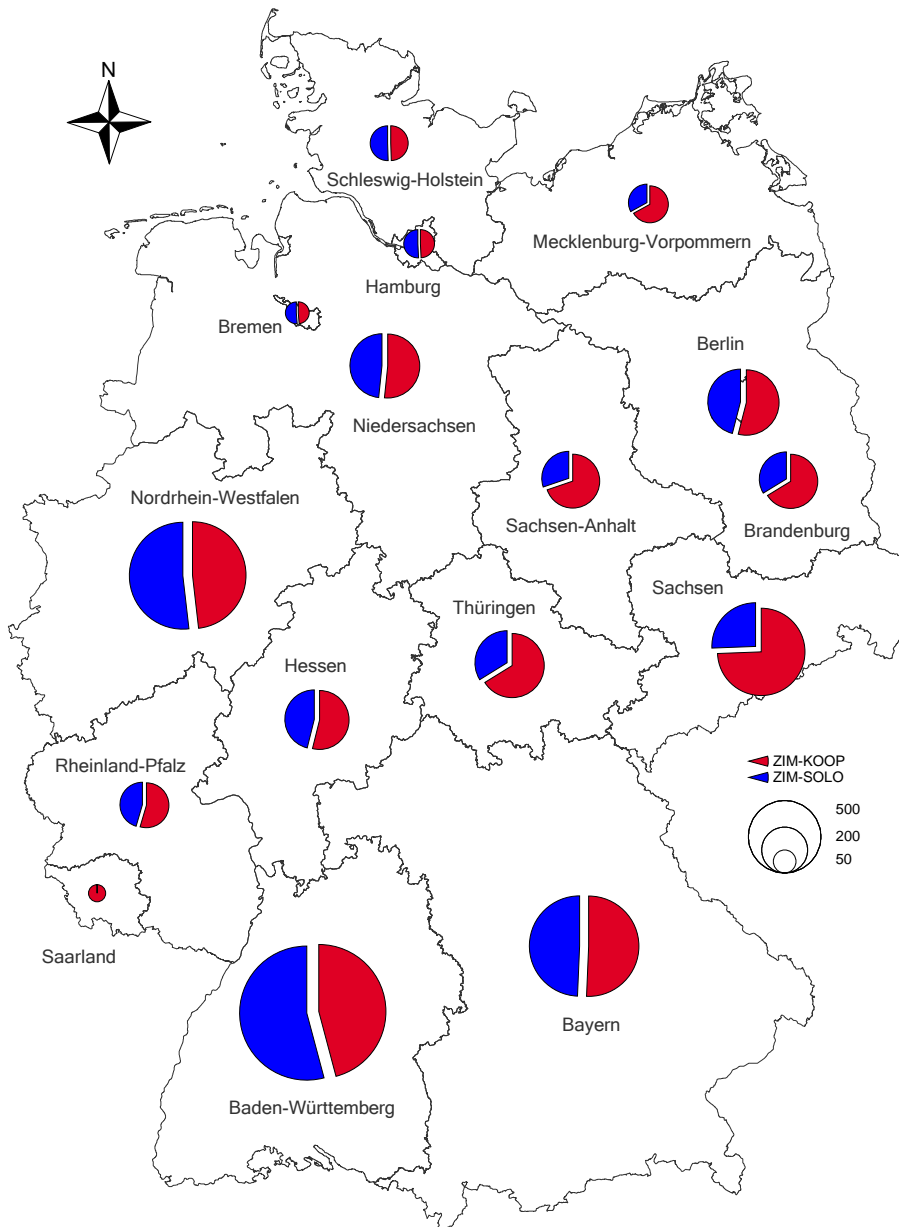 N
Schleswig-Holstein
Mecklenburg-Vorpommern
Hamburg
Bremen
Berlin
Niedersachsen
Nordrhein-Westfalen
Sachsen-Anhalt
Brandenburg
Sachsen
Thüringen
Hessen
Rheinland-Pfalz
ZIM-KOOP
ZIM-SOLO
500
200
50
Saarland
Bayern
Baden-Württemberg